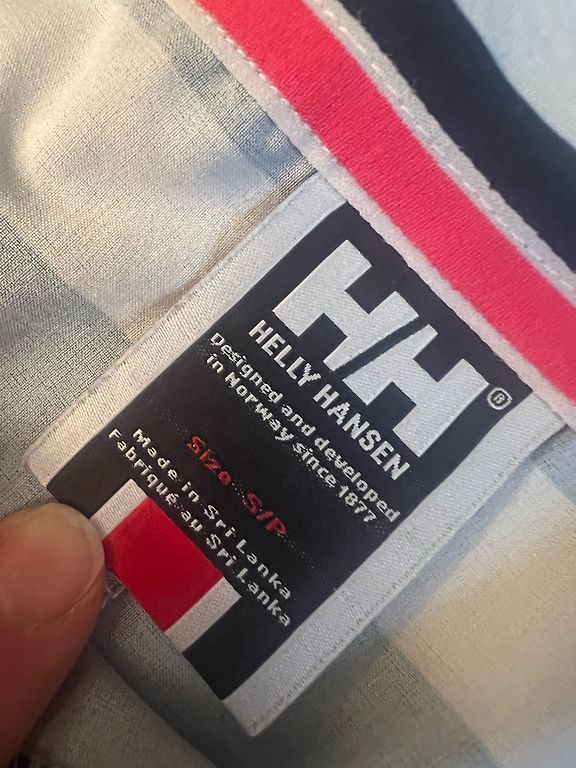 HH®
HELLY HANSEN
Designed and developed
in Norway since 1877
Size S/P
Made in Sri Lanka
Fabriqué au Sri Lanka